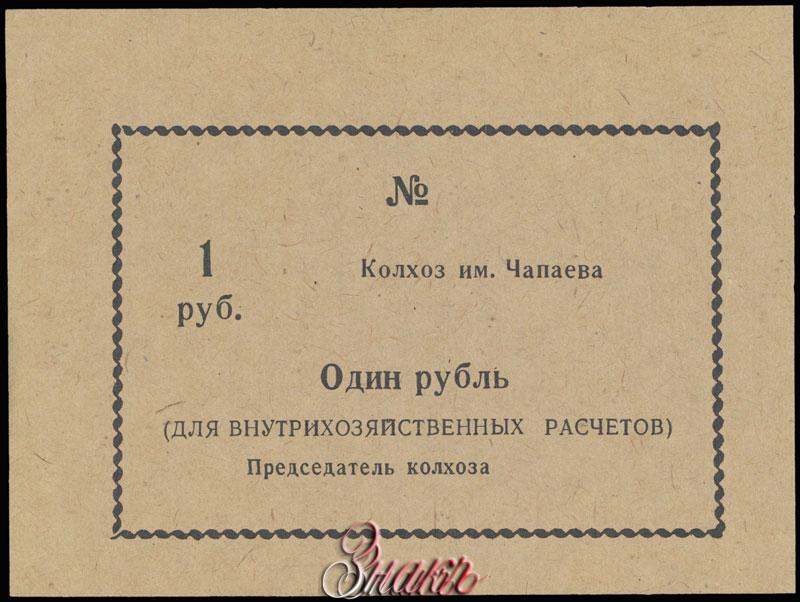 №
1
руб.
Колхоз им. Чапаева
Один рубль
(ДЛЯ ВНУТРИХОЗЯЙСТВЕННЫХ РАСЧЕТОВ)
Председатель колхоза
Знакъ